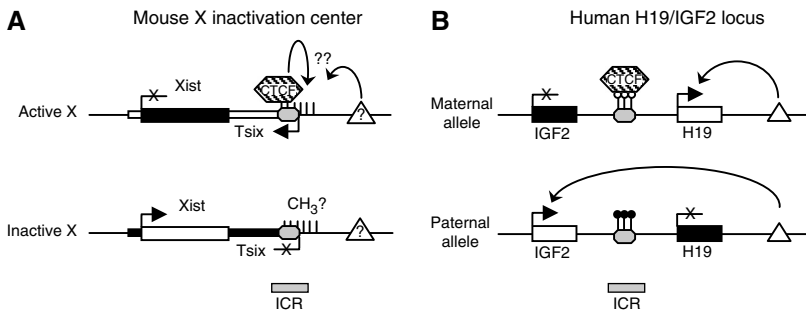 A Mouse X inactivation center
Xist
CTCF
??
Active X
Tsix
?
Xist
CH3?
Inactive X
Tsix
?
ICR
B Human H19/IGF2 locus
CTCF
Maternal
allele
IGF2
H19
Paternal
allele
IGF2
H19
ICR